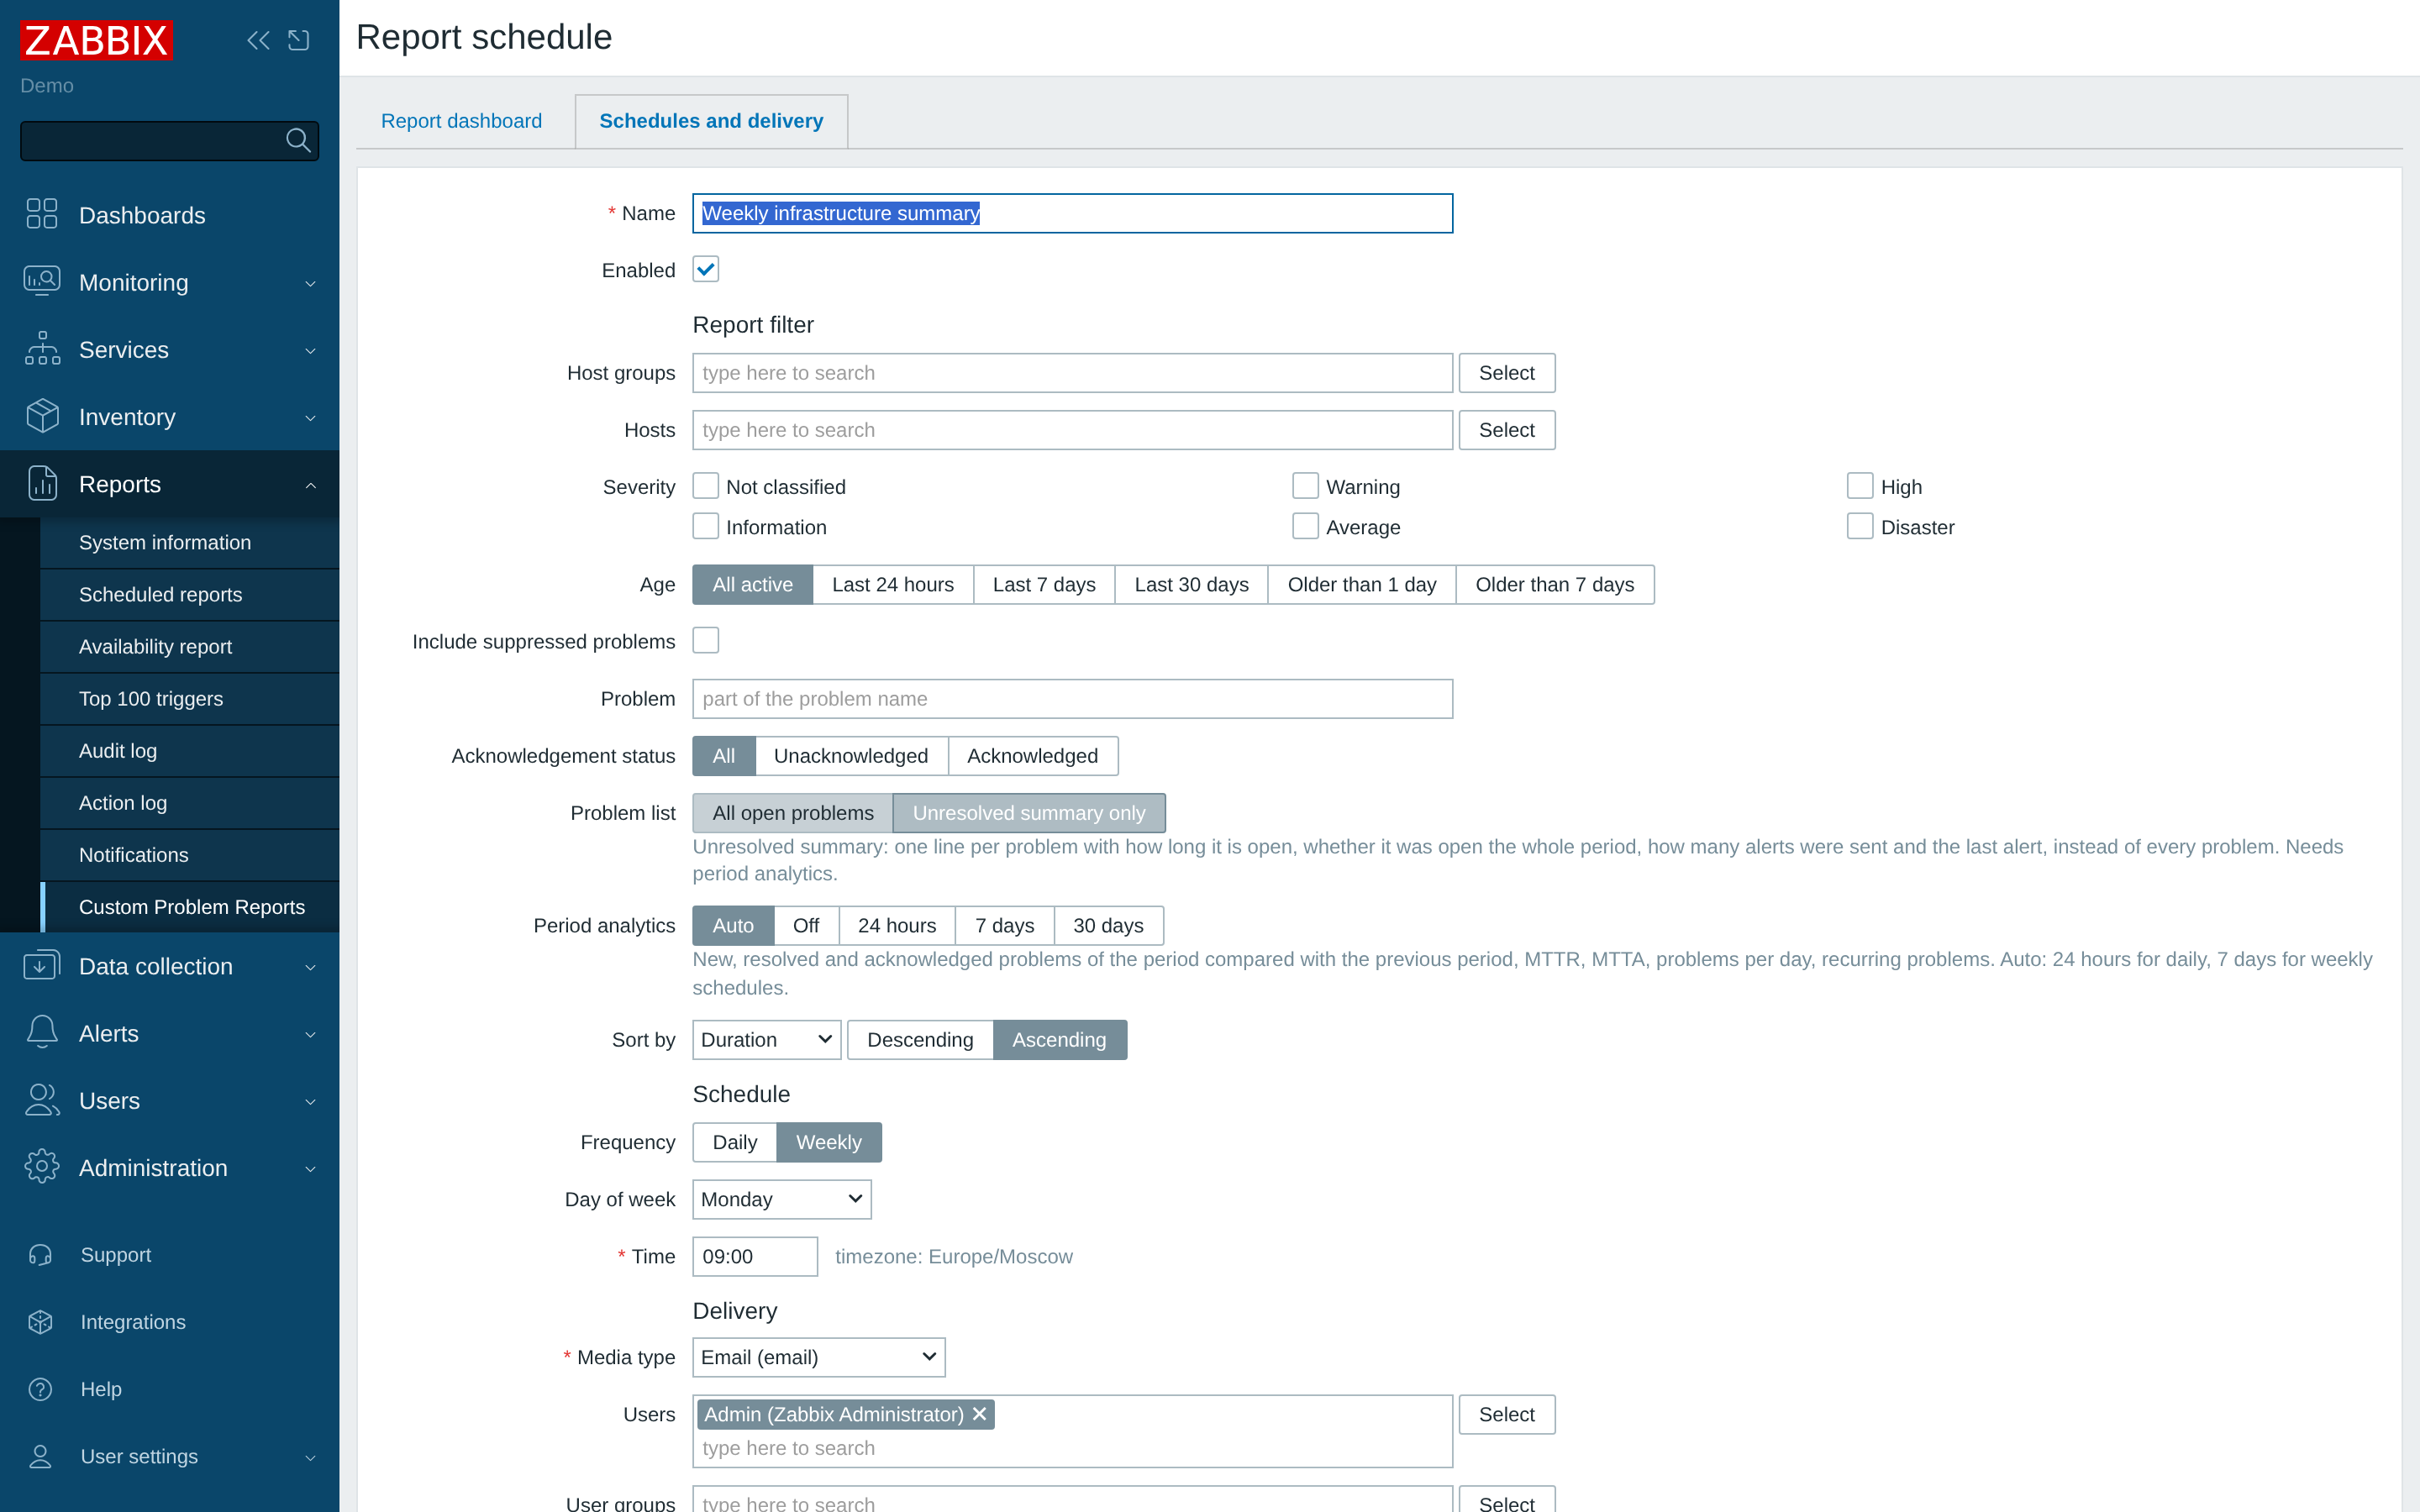 ZABBIX
Demo
Dashboards
Monitoring
Services
Inventory
Reports
System information
Scheduled reports
Availability report
Top 100 triggers
Audit log
Action log
Notifications
Custom Problem Reports
Data collection
Alerts
Users
Administration
Support
Integrations
Help
User settings
Report schedule
Report dashboard
Schedules and delivery
* Name Weekly infrastructure summary
Enabled
Report filter
Host groups type here to search Select
Hosts type here to search Select
Severity Not classified Warning High
Information Average Disaster
Age All active Last 24 hours Last 7 days Last 30 days Older than 1 day Older than 7 days
Include suppressed problems
Problem part of the problem name
Acknowledgement status All Unacknowledged Acknowledged
Problem list All open problems Unresolved summary only
Unresolved summary: one line per problem with how long it is open, whether it was open the whole period, how many alerts were sent and the last alert, instead of every problem. Needs
period analytics.
Period analytics Auto Off 24 hours 7 days 30 days
New, resolved and acknowledged problems of the period compared with the previous period, MTTR, MTTA, problems per day, recurring problems. Auto: 24 hours for daily, 7 days for weekly
schedules.
Sort by Duration Descending Ascending
Schedule
Frequency Daily Weekly
Day of week Monday
* Time 09:00 timezone: Europe/Moscow
Delivery
* Media type Email (email)
Users Admin (Zabbix Administrator) Select
type here to search
User groups type here to search Select